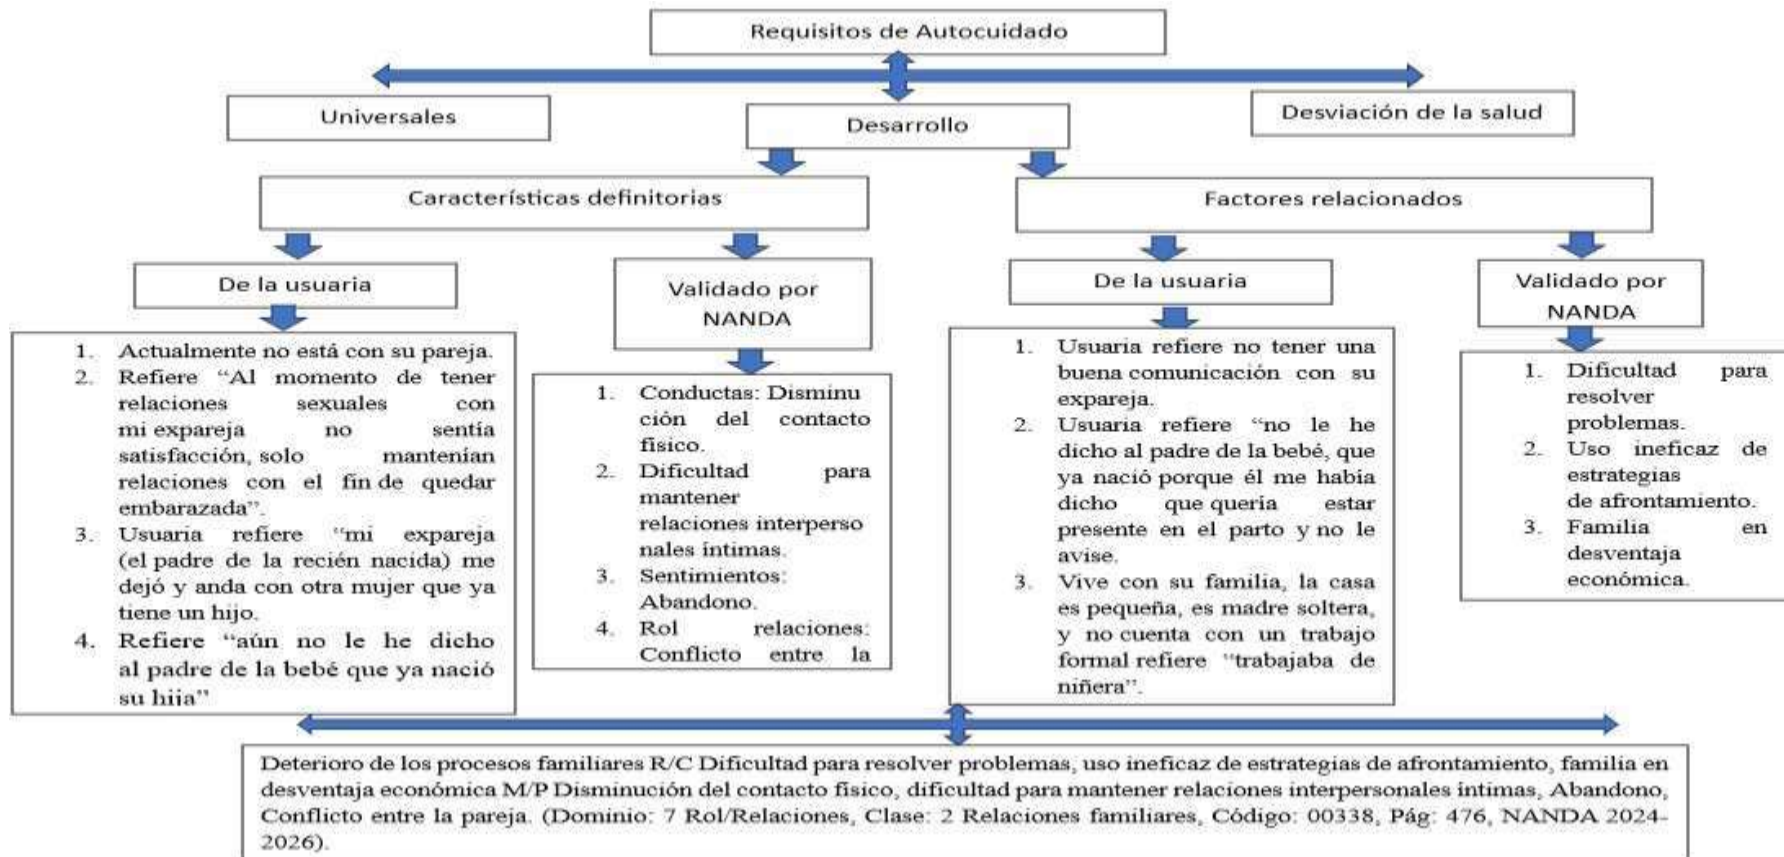 Requisitos de Autocuidado
Universales
Desarrollo
Desviación de la salud
Características definitorias
Factores relacionados
De la usuaria
Validado por
NANDA
De la usuaria
Validado por
NANDA
1. Actualmente no está con su pareja.
2. Refiere “Al momento de tener
relaciones sexuales con
mi expareja no sentía
satisfacción, solo mantenían
relaciones con el fin de quedar
embarazada”.
3. Usuaria refiere “mi expareja
(el padre de la recién nacida) me
dejó y anda con otra mujer que ya
tiene un hijo.
4. Refiere “aún no le he dicho
al padre de la bebé que ya nació
su hija”
1. Conductas: Disminu
ción del contacto
físico.
2. Dificultad para
mantener
relaciones interperso
nales íntimas.
3. Sentimientos:
Abandono.
4. Rol relaciones:
Conflicto entre la
1. Usuaria refiere no tener una
buena comunicación con su
expareja.
2. Usuaria refiere “no le he
dicho al padre de la bebé, que
ya nació porque él me había
dicho que quería estar
presente en el parto y no le
avise.
3. Vive con su familia, la casa
es pequeña, es madre soltera,
y no cuenta con un trabajo
formal refiere “trabajaba de
niñera”.
1. Dificultad para
resolver
problemas.
2. Uso ineficaz de
estrategias
de afrontamiento.
3. Familia en
desventaja
económica.
Deterioro de los procesos familiares R/C Dificultad para resolver problemas, uso ineficaz de estrategias de afrontamiento, familia en
desventaja económica M/P Disminución del contacto físico, dificultad para mantener relaciones interpersonales íntimas, Abandono,
Conflicto entre la pareja. (Dominio: 7 Rol/Relaciones, Clase: 2 Relaciones familiares, Código: 00338, Pág: 476, NANDA 2024-
2026).